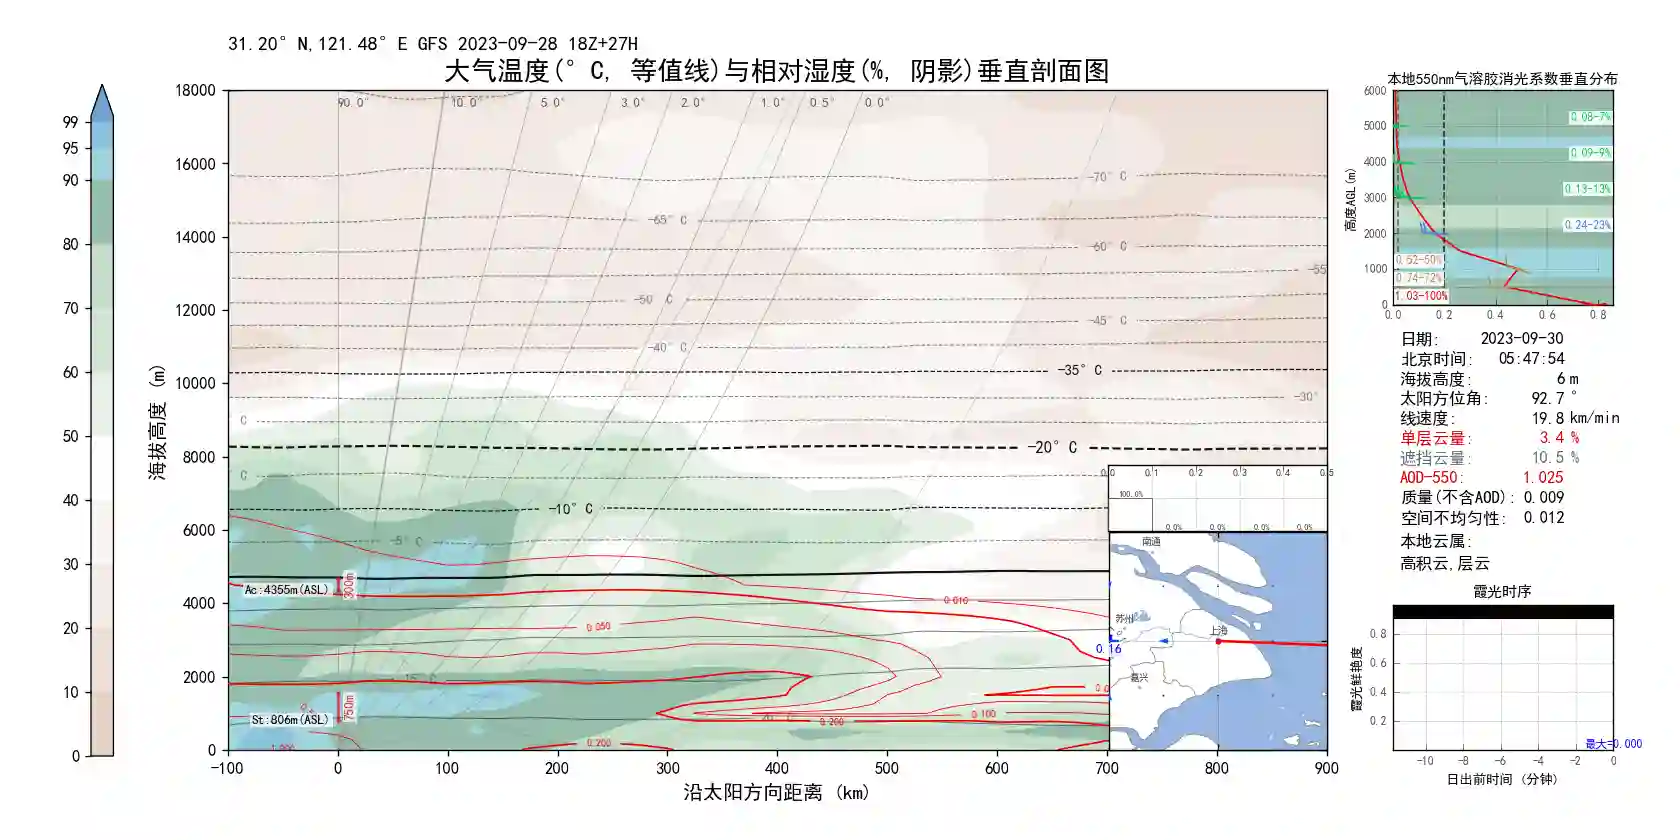 31.20° N,121.48° E GFS 2023-09-28 18Z+27H
大气温度(° C, 等值线)与相对湿度(%, 阴影)垂直剖面图
99
95
90
80
70
60
50
40
30
20
10
0
海拔高度 (m)
18000
16000
14000
12000
10000
8000
6000
4000
2000
0
90.0° 10.0° 5.0° 3.0° 2.0° 1.0° 0.5° 0.0°
-70° C
-65° C
-60° C
-55
-50° C
-45° C
-40° C
-35° C
-30°
C
-20° C
C
-10° C
-5° C
Ac:4355m(ASL)
300m
0.010
0.050
15° C
St:806m(ASL)
750m
0.100
0.200
20° C
1.000
0.200
-100 0 100 200 300 400 500 600 700 800 900
沿太阳方向距离 (km)
0.0 0.1 0.2 0.3 0.4 0.5
100.0%
0.0% 0.0% 0.0% 0.0%
南通
苏州
上海
0.16
嘉兴
本地550nm气溶胶消光系数垂直分布
高度AGL(m)
6000
5000
4000
3000
2000
1000
0
0.08-7%
0.09-9%
0.13-13%
0.24-23%
0.52-50%
0.74-72%
1.03-100%
0.0 0.2 0.4 0.6 0.8
日期: 2023-09-30
北京时间: 05:47:54
海拔高度: 6 m
太阳方位角: 92.7 °
线速度: 19.8 km/min
单层云量: 3.4 %
遮挡云量: 10.5 %
AOD-550: 1.025
质量(不含AOD): 0.009
空间不均匀性: 0.012
本地云属:
高积云,层云
霞光时序
霞光鲜艳度
0.8
0.6
0.4
0.2
最大=0.000
-10 -8 -6 -4 -2 0
日出前时间 (分钟)